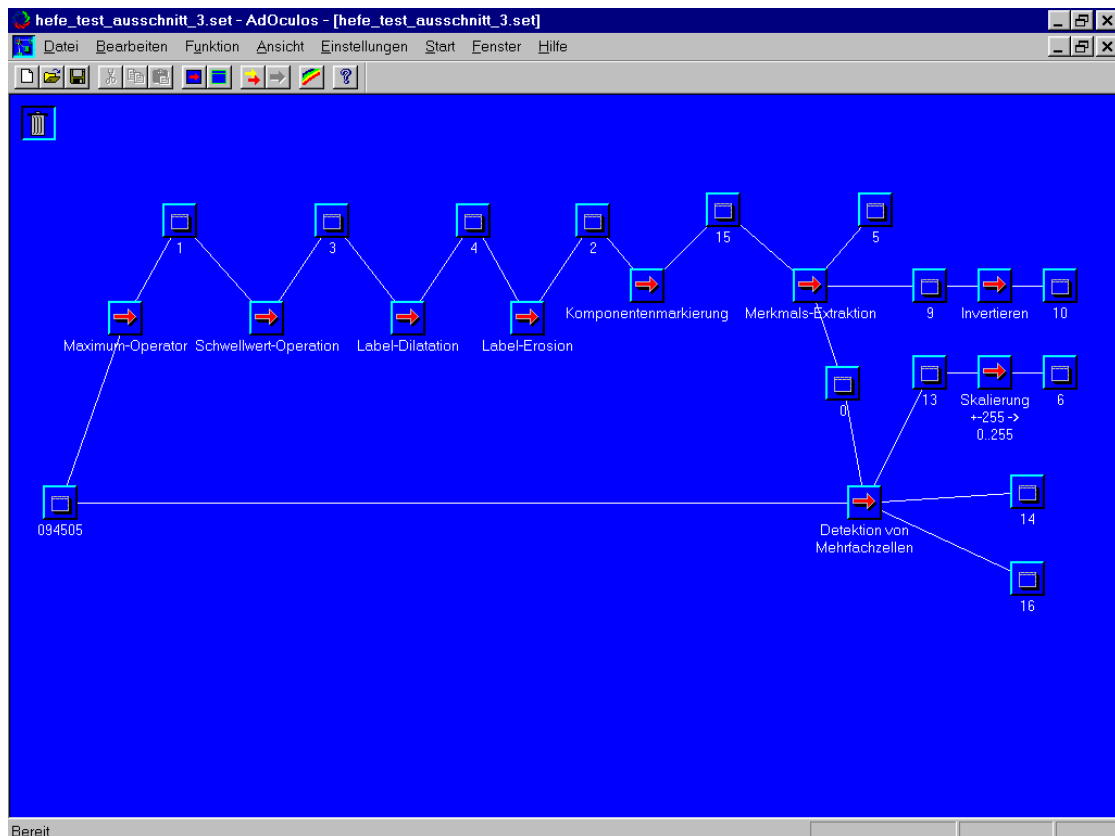 hefe_test_ausschnitt_3.set - AdOculos - [hefe_test_ausschnitt_3.set]
Datei Bearbeiten Funktion Ansicht Einstellungen Start Fenster Hilfe
1 3 4 2 15 5
Komponentenmarkierung Merkmals-Extraktion 9 Invertieren 10
Maximum-Operator Schwellwert-Operation Label-Dilatation Label-Erosion
0 13 Skalierung 6
+-255 ->
0..255
094505
14
Detektion von
Mehrfachzellen
16
Bereit